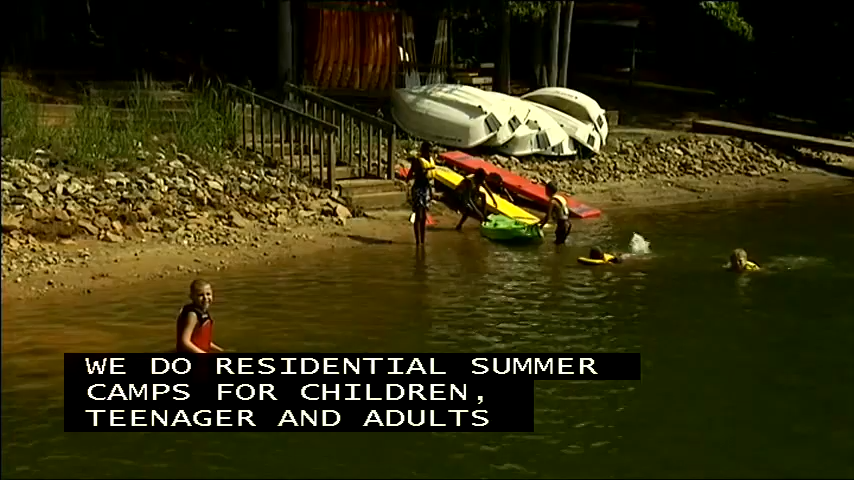 WE DO RESIDENTIAL SUMMER
CAMPS FOR CHILDREN,
TEENAGER AND ADULTS